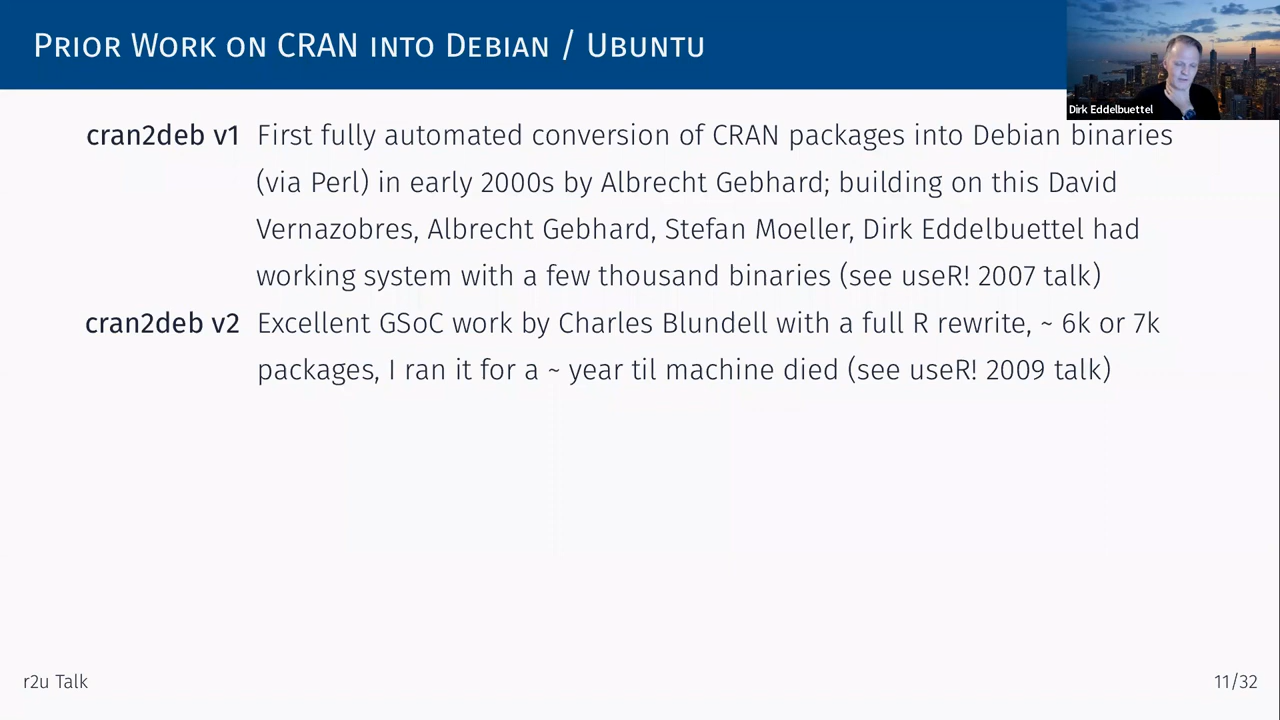 Prior Work on CRAN into Debian / Ubuntu
Dirk Eddelbuettel
cran2deb v1 First fully automated conversion of CRAN packages into Debian binaries
(via Perl) in early 2000s by Albrecht Gebhard; building on this David
Vernazobres, Albrecht Gebhard, Stefan Moeller, Dirk Eddelbuettel had
working system with a few thousand binaries (see useR! 2007 talk)
cran2deb v2 Excellent GSoC work by Charles Blundell with a full R rewrite, ~ 6k or 7k
packages, I ran it for a ~ year til machine died (see useR! 2009 talk)
r2u Talk
11/32